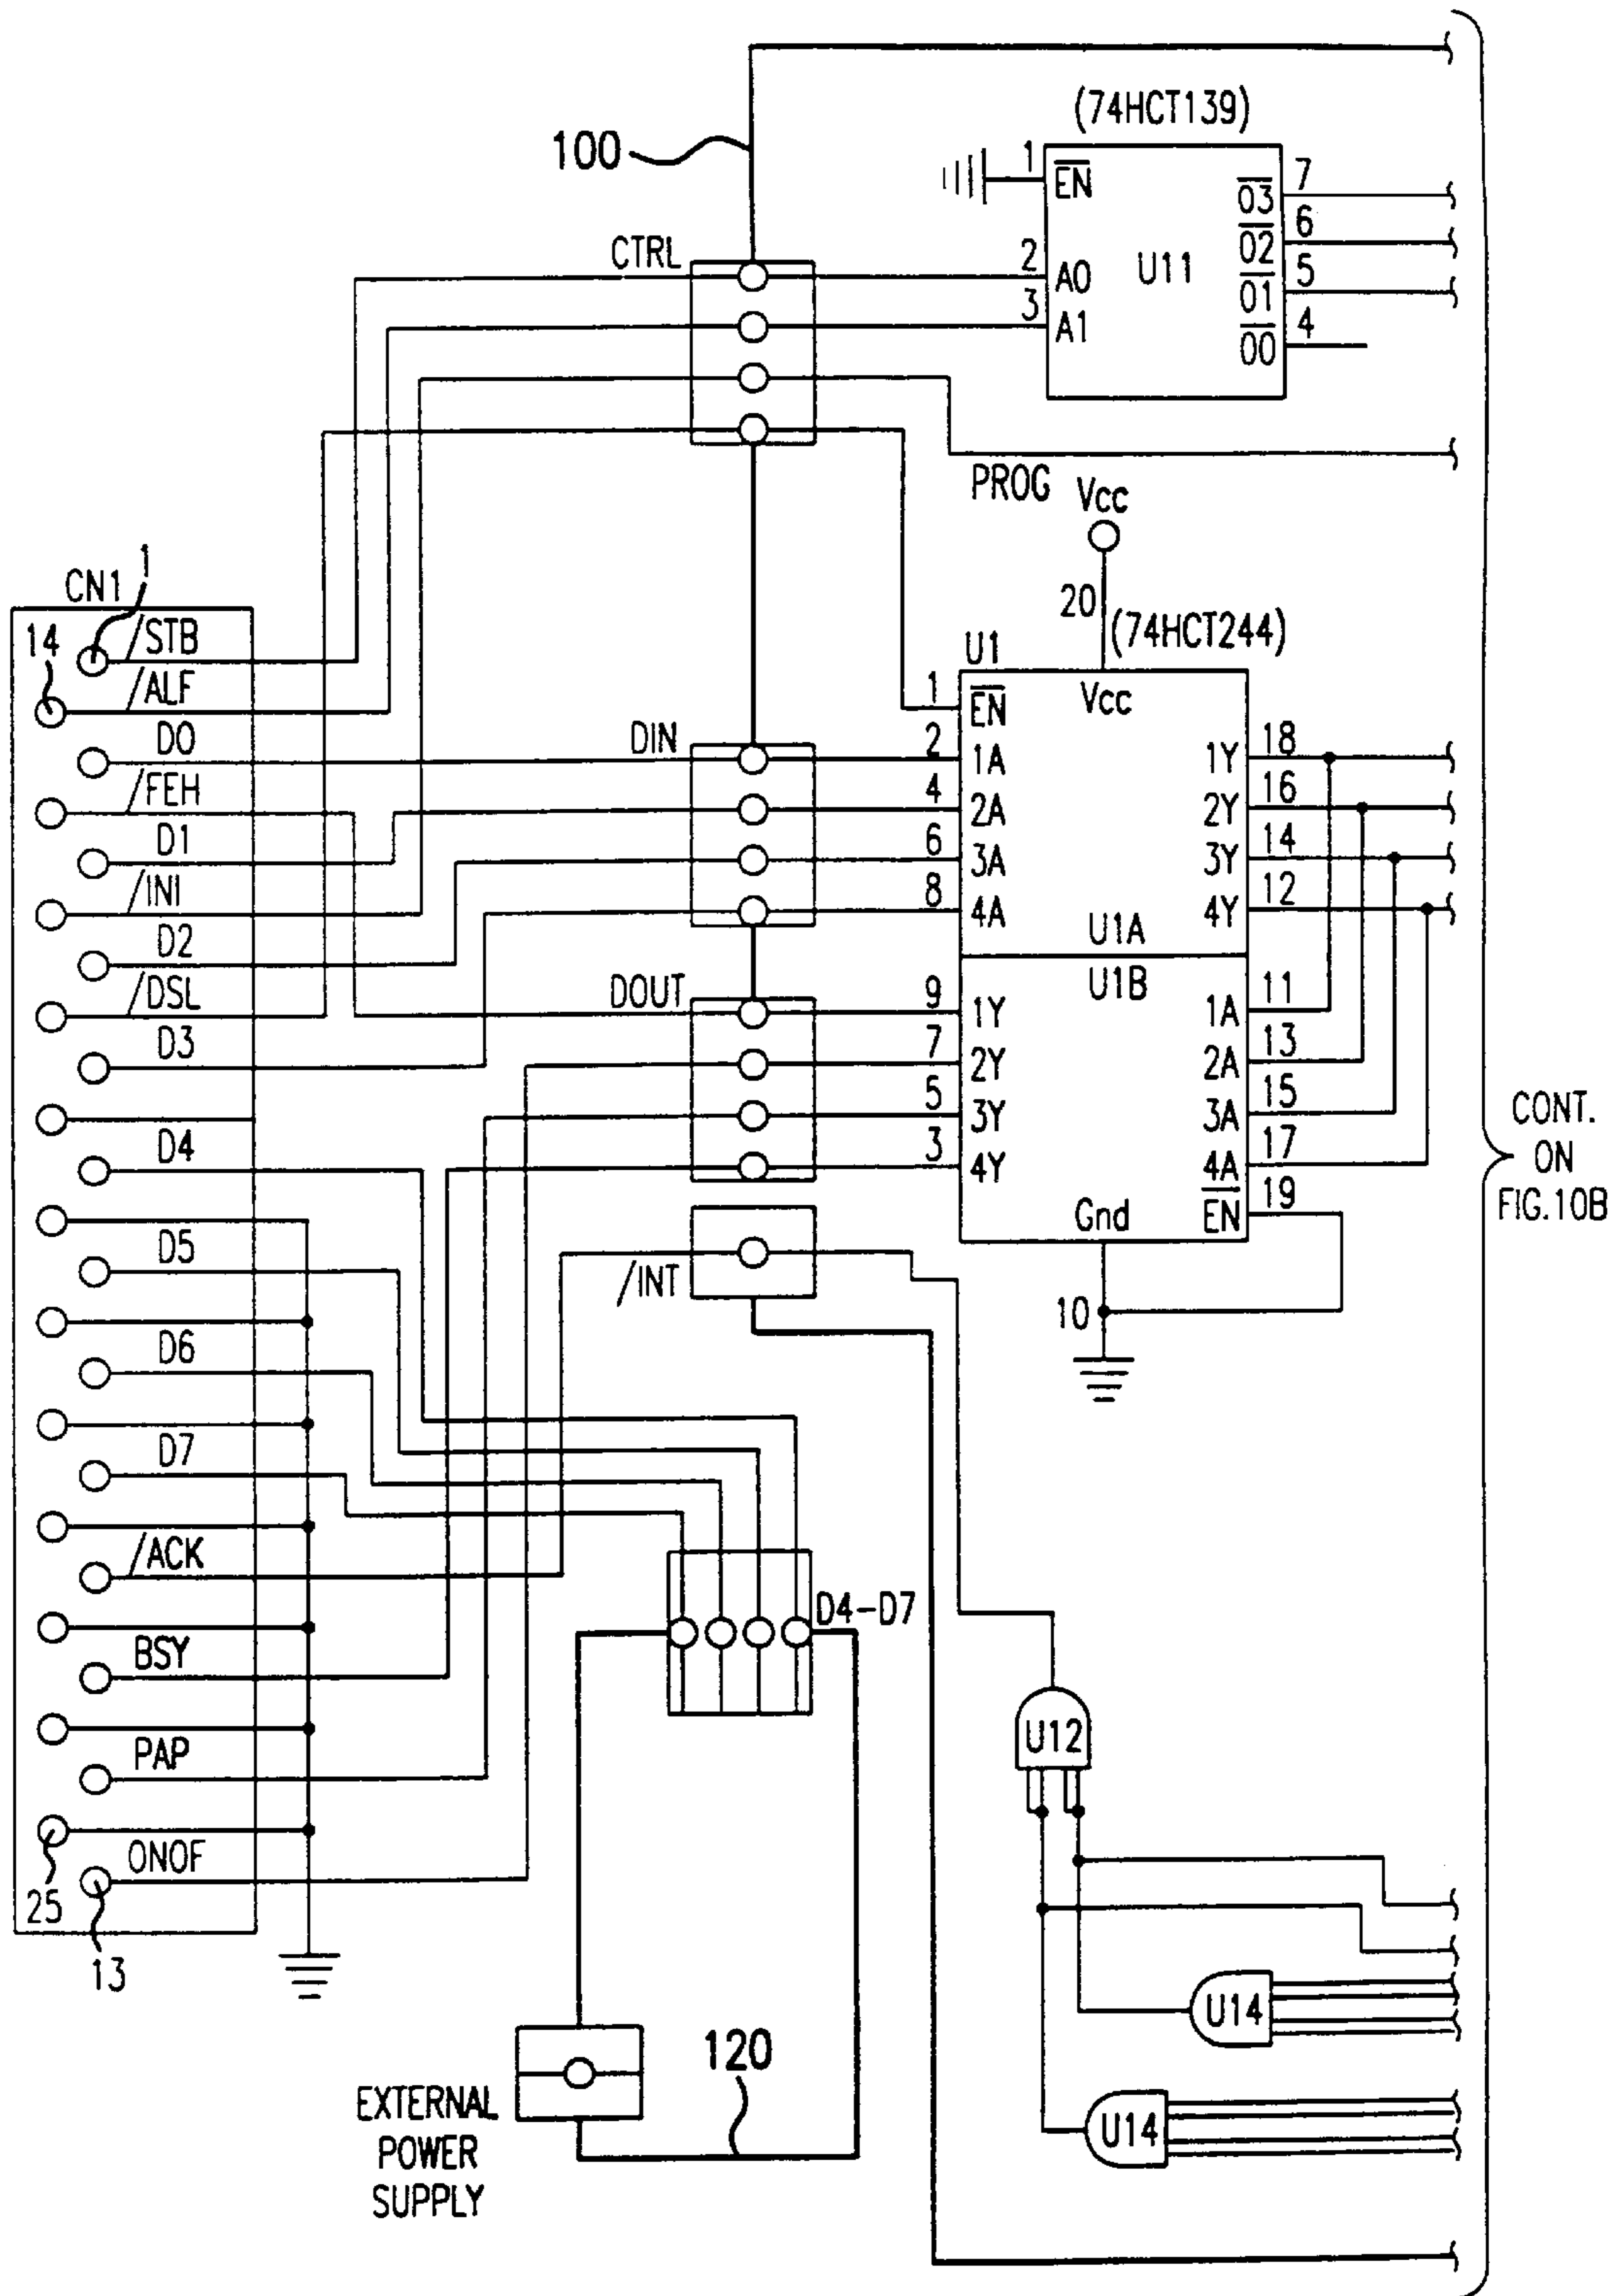 (74HCT139)
100
1
EN
O3
7
O2
6
CTRL
2
A0
U11
O1
5
3
A1
O0
4
PROG
Vcc
20
(74HCT244)
CN1
1
14
/STB
/ALF
D0
/FEH
D1
/INI
D2
/DSL
D3
D4
D5
D6
D7
/ACK
BSY
PAP
ONOF
25
13
U1
Vcc
1
EN
DIN
2
1A
1Y
18
4
2A
2Y
16
6
3A
3Y
14
8
4A
4Y
12
U1A
U1B
DOUT
9
1Y
1A
11
7
2Y
2A
13
5
3Y
3A
15
3
4Y
4A
17
Gnd
EN
19
/INT
10
CONT.
ON
FIG.10B
D4-D7
U12
U14
U14
120
EXTERNAL
POWER
SUPPLY